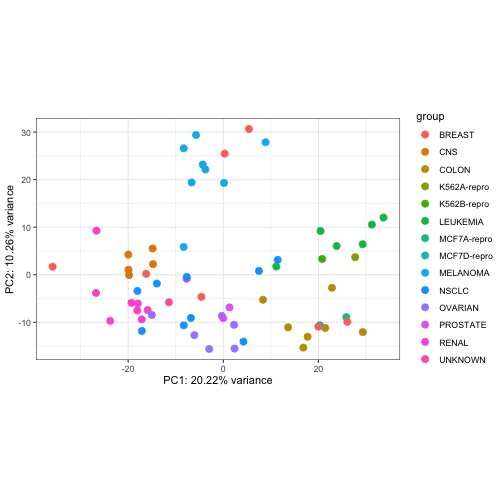 group
BREAST
CNS
COLON
K562A-repro
K562B-repro
LEUKEMIA
MCF7A-repro
MCF7D-repro
MELANOMA
NSCLC
OVARIAN
PROSTATE
RENAL
UNKNOWN
PC2: 10.26% variance
30
20
10
0
-10
-20
0
20
PC1: 20.22% variance